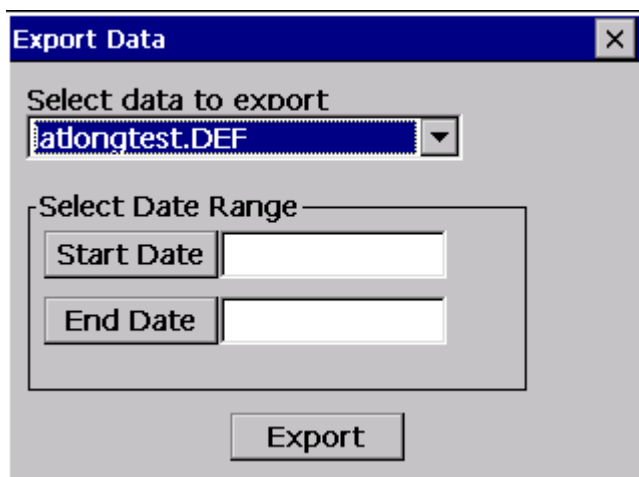 Export Data
Select data to export
atlongtest.DEF
Select Date Range
Start Date
End Date
Export